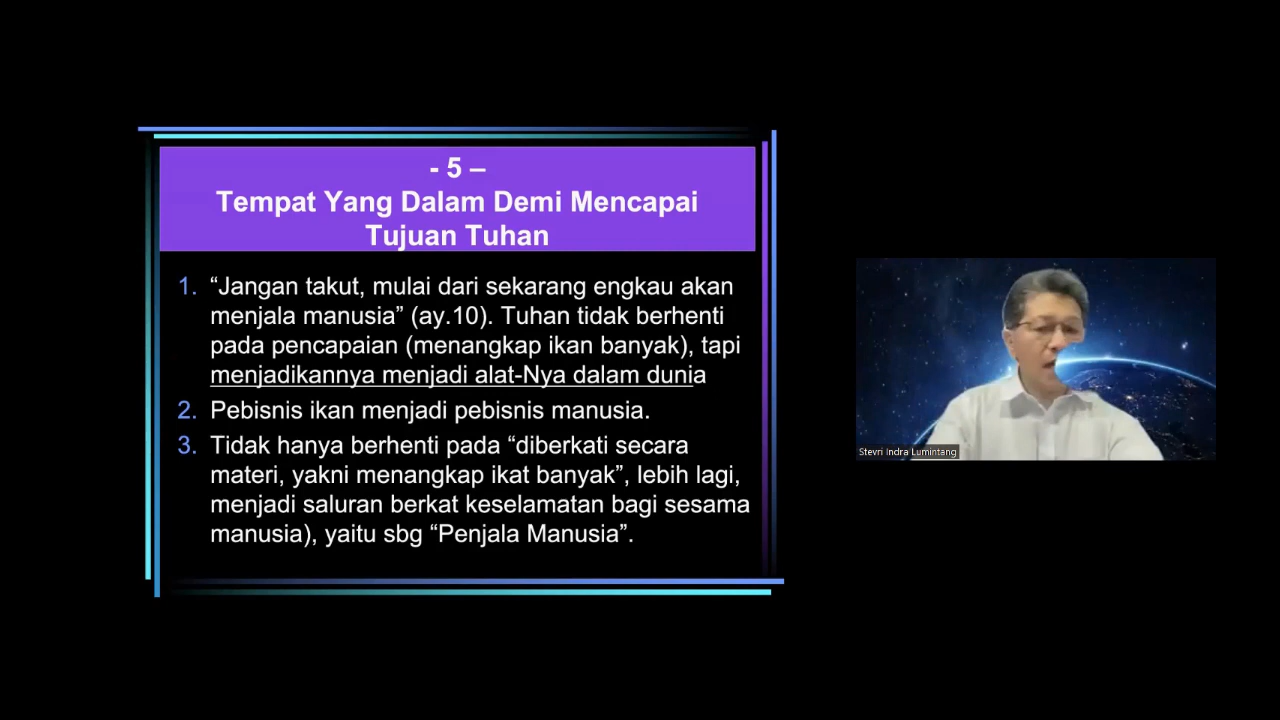 - 5 –
Tempat Yang Dalam Demi Mencapai
Tujuan Tuhan
1. “Jangan takut, mulai dari sekarang engkau akan
menjala manusia” (ay.10). Tuhan tidak berhenti
pada pencapaian (menangkap ikan banyak), tapi
menjadikannya menjadi alat-Nya dalam dunia
2. Pebisnis ikan menjadi pebisnis manusia.
3. Tidak hanya berhenti pada “diberkati secara
materi, yakni menangkap ikat banyak”, lebih lagi,
menjadi saluran berkat keselamatan bagi sesama
manusia), yaitu sbg “Penjala Manusia”.
Stevri Indra Lumintang